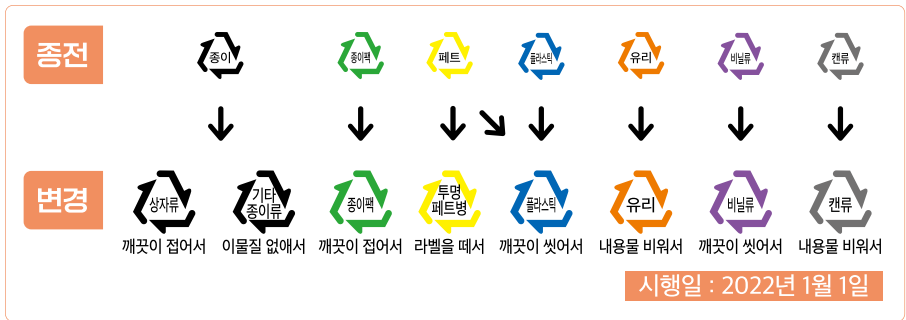 종전
종이
종이팩
페트
플라스틱
유리
비닐류
캔류
변경
상자류
기타
종이류
종이팩
투명
페트병
플라스틱
유리
비닐류
캔류
깨끗이 접어서
이물질 없애서
깨끗이 접어서
라벨을 떼서
깨끗이 씻어서
내용물 비워서
깨끗이 씻어서
내용물 비워서
시행일 : 2022년 1월 1일